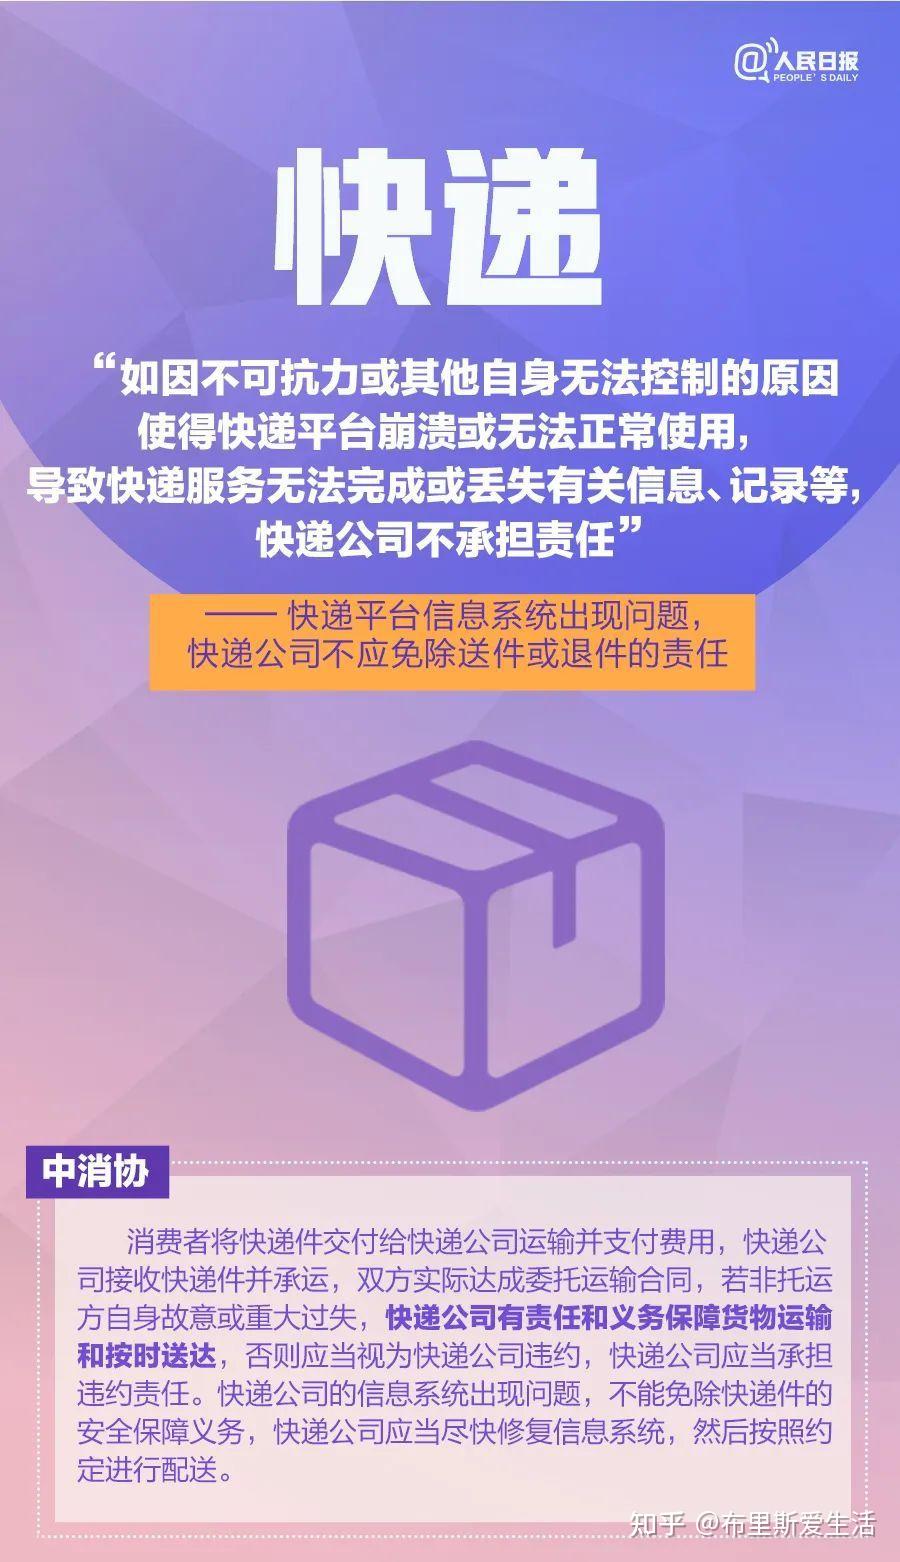 @人民日报
PEOPLE'S DAILY
快递
“如因不可抗力或其他自身无法控制的原因
使得快递平台崩溃或无法正常使用，
导致快递服务无法完成或丢失有关信息、记录等，
快递公司不承担责任”
—— 快递平台信息系统出现问题，
快递公司不应免除送件或退件的责任
中消协
消费者将快递件交付给快递公司运输并支付费用，快递公
司接收快递件并承运，双方实际达成委托运输合同，若非托运
方自身故意或重大过失，快递公司有责任和义务保障货物运输
和按时送达，否则应当视为快递公司违约，快递公司应当承担
违约责任。快递公司的信息系统出现问题，不能免除快递件的
安全保障义务，快递公司应当尽快修复信息系统，然后按照约
定进行配送。
知乎 @布里斯爱生活